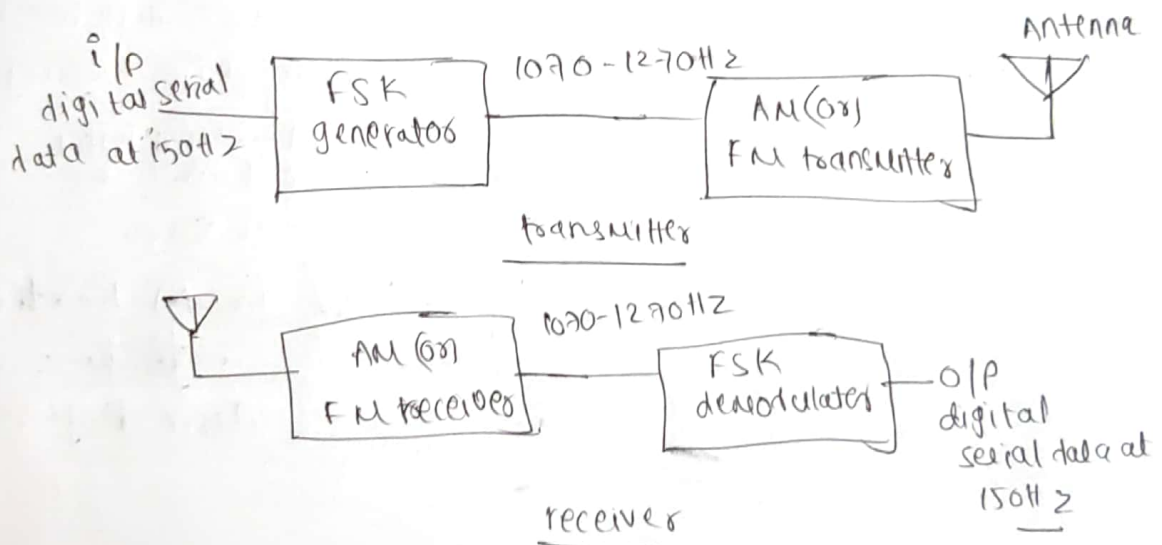 i/p
digital serial
data at 150Hz
FSK
generator
1070-1270Hz
AM (or)
FM transmitter
Antenna
transmitter
AM (or)
FM receiver
1070-1270Hz
FSK
demodulator
O/P
digital
serial data at
150Hz
receiver